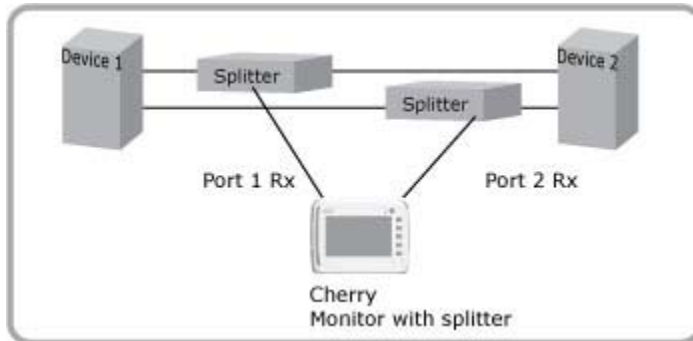 Device 1
Device 2
Splitter
Splitter
Port 1 Rx
Port 2 Rx
Cherry
Monitor with splitter